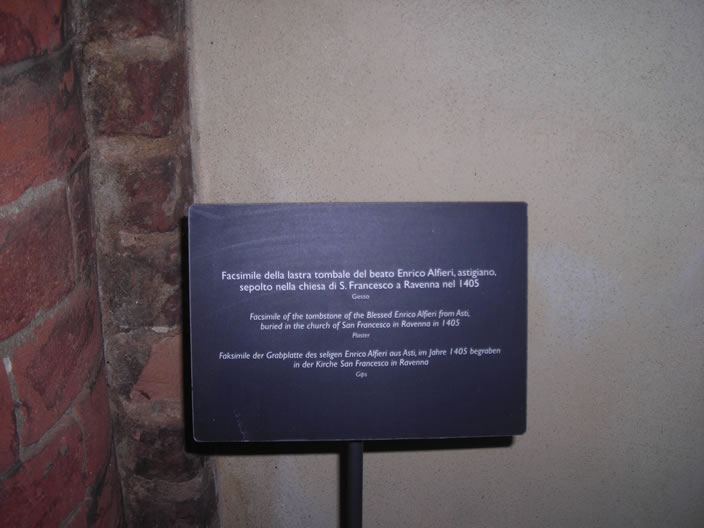 Facsimile della lastra tombale del beato Enrico Alfieri, astigiano,
sepolto nella chiesa di S. Francesco a Ravenna nel 1405
Gesso
Facsimile of the tombstone of the Blessed Enrico Alfieri from Asti,
buried in the church of San Francesco in Ravenna in 1405
Plaster
Faksimile der Grabplatte des seligen Enrico Alfieri aus Asti, im Jahre 1405 begraben
in der Kirche San Francesco in Ravenna
Gips